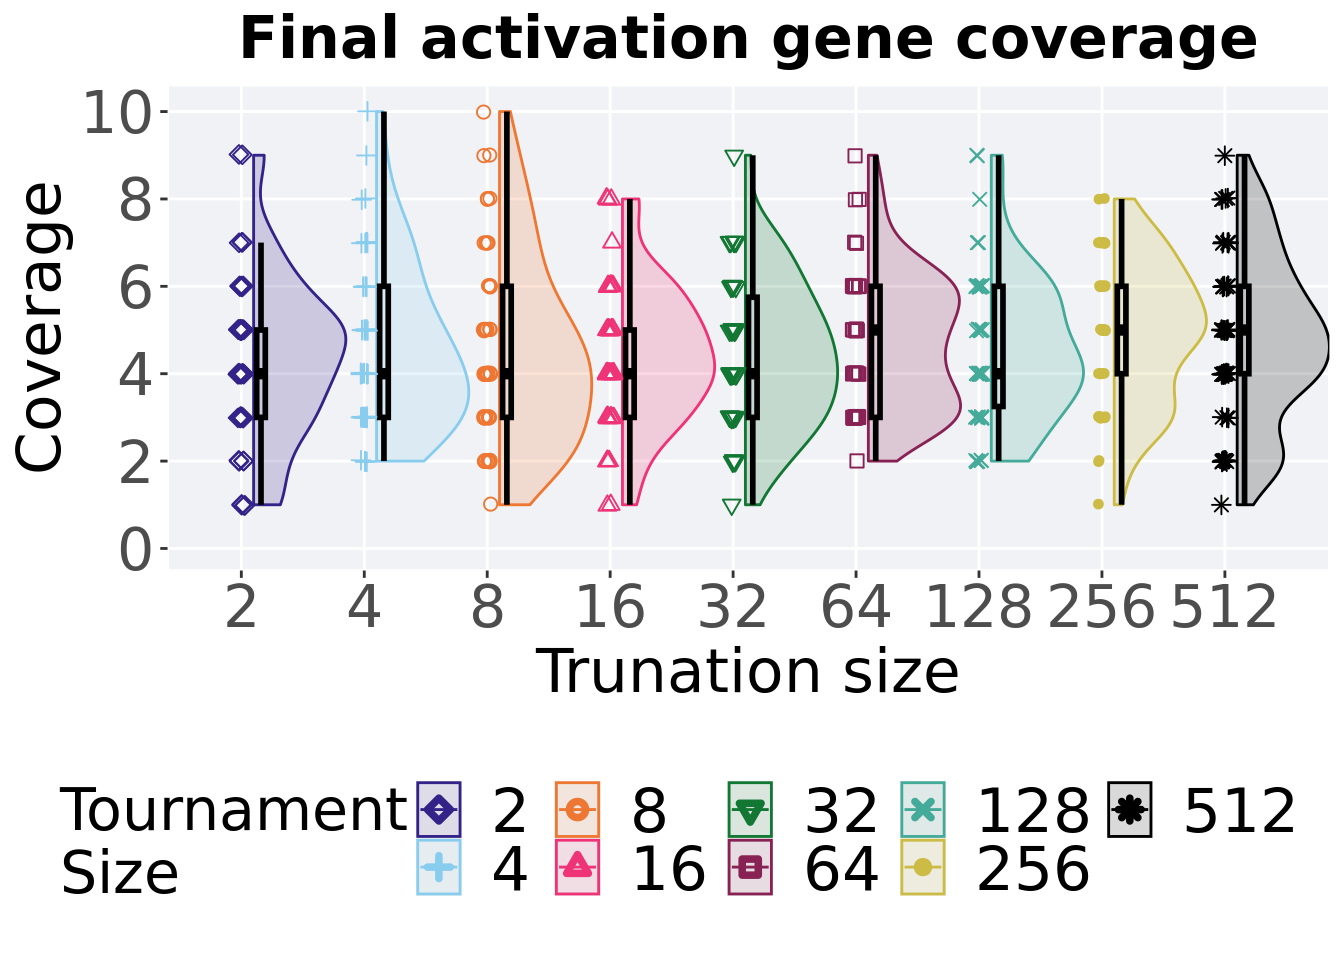 Final activation gene coverage
Coverage
10
8
6
4
2
0
2 4 8 16 32 64 128 256 512
Trunation size
Tournament
Size
2 8 32 128 512
4 16 64 256